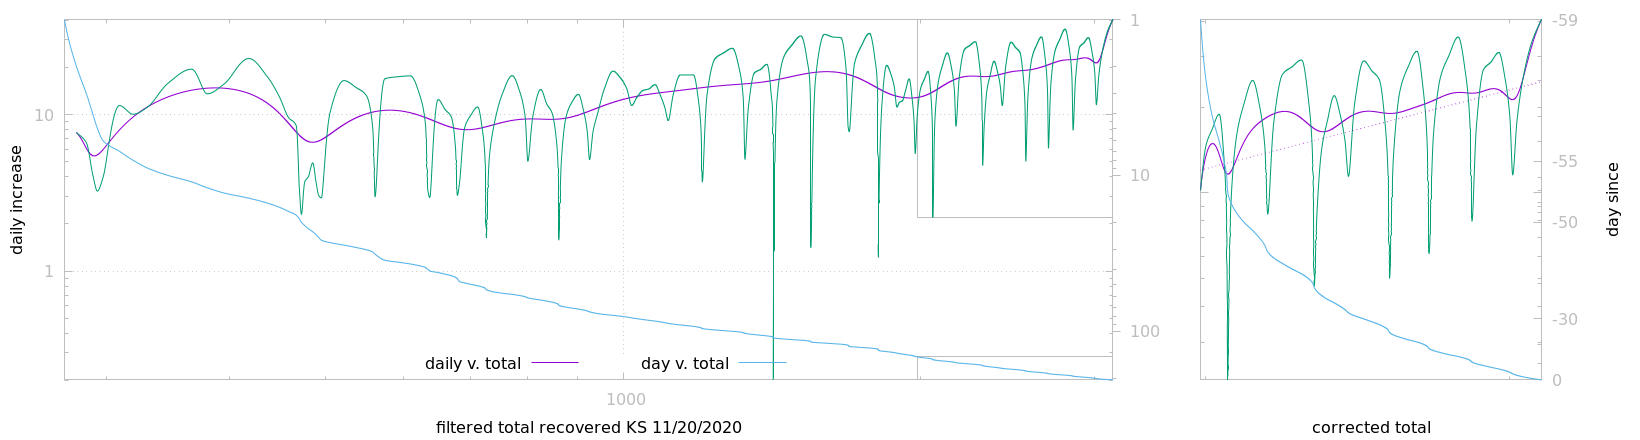 daily increase
10
1
daily v. total
day v. total
1000
filtered total recovered KS 11/20/2020
1
10
100
-59
-55
-50
-30
0
day since
corrected total